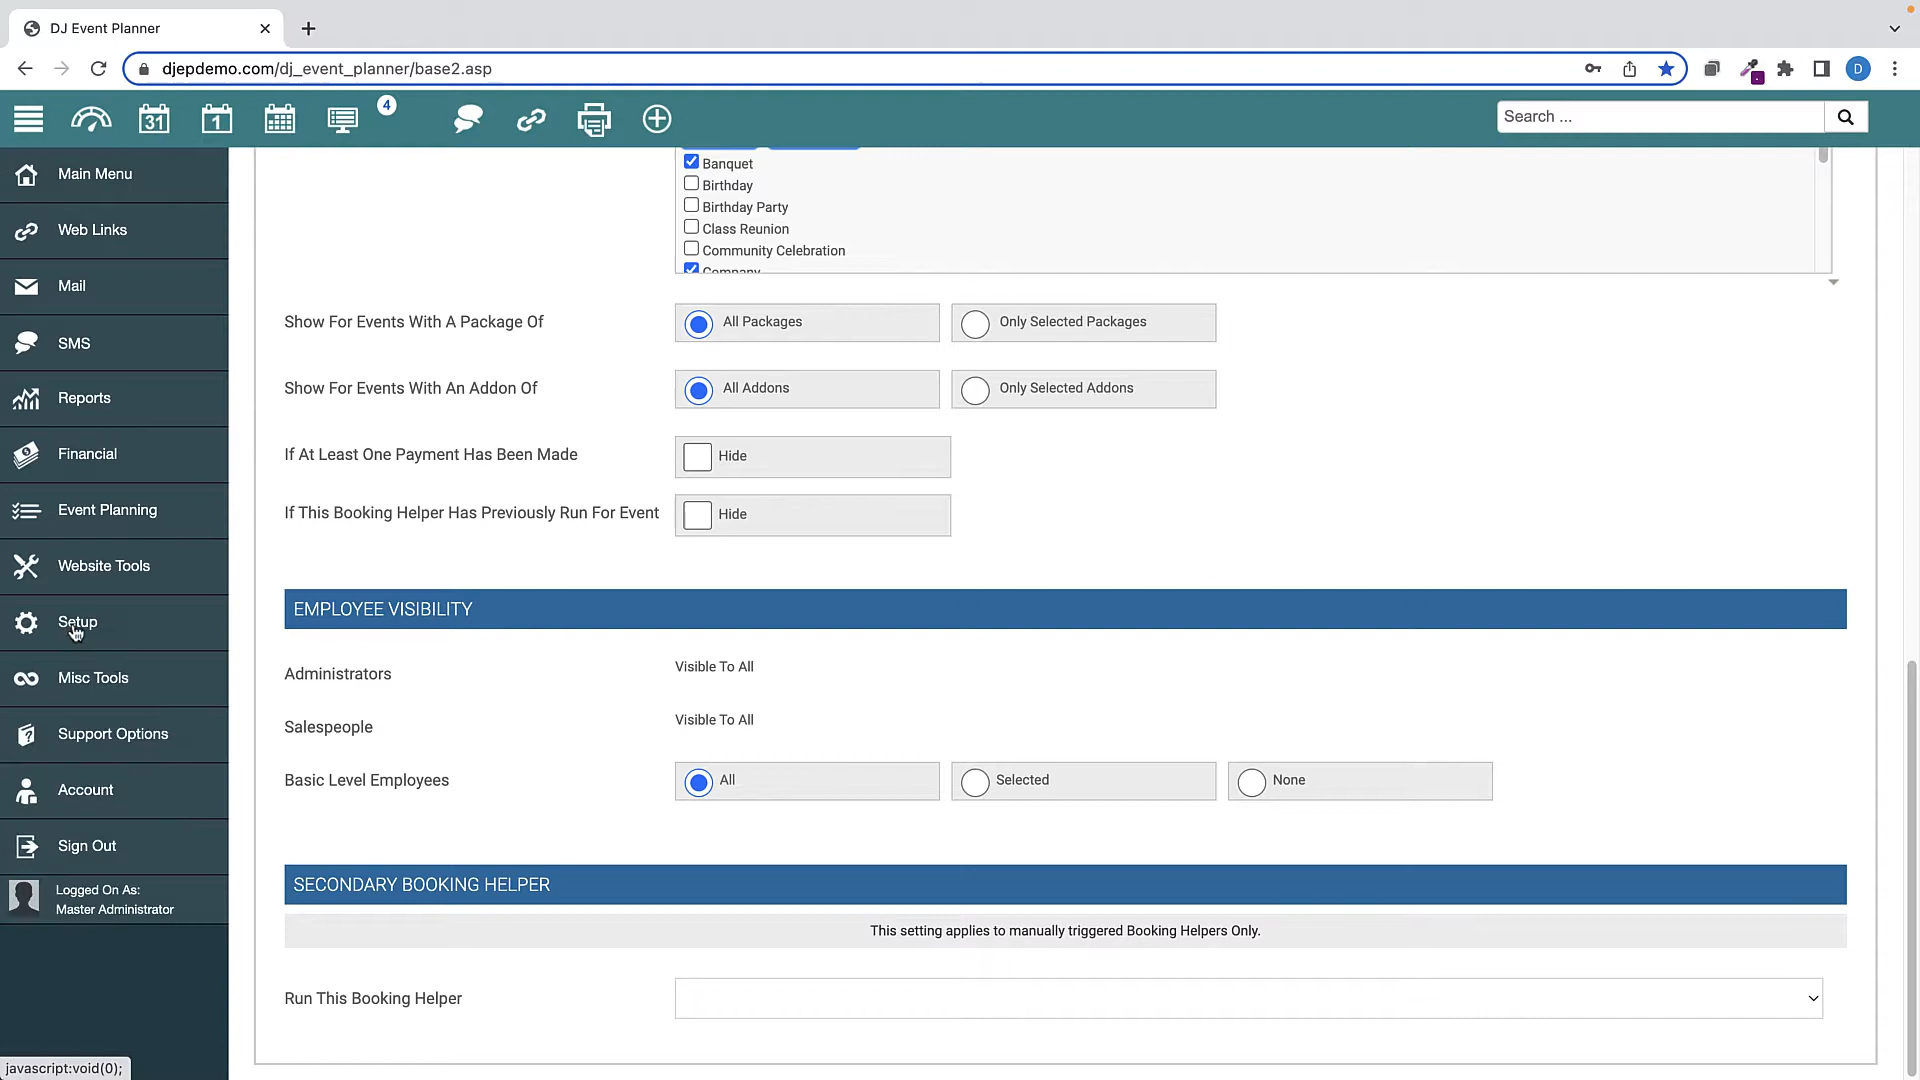 DJ Event Planner
djepdemo.com/dj_event_planner/base2.asp
D
31
1
4
Search ...
Main Menu
Web Links
Mail
SMS
Reports
Financial
Event Planning
Website Tools
Setup
Misc Tools
Support Options
Account
Sign Out
Logged On As:
Master Administrator
Banquet
Birthday
Birthday Party
Class Reunion
Community Celebration
Company
Show For Events With A Package Of
All Packages
Only Selected Packages
Show For Events With An Addon Of
All Addons
Only Selected Addons
If At Least One Payment Has Been Made
Hide
If This Booking Helper Has Previously Run For Event
Hide
EMPLOYEE VISIBILITY
Administrators
Visible To All
Salespeople
Visible To All
Basic Level Employees
All
Selected
None
SECONDARY BOOKING HELPER
This setting applies to manually triggered Booking Helpers Only.
Run This Booking Helper
javascript:void(0);